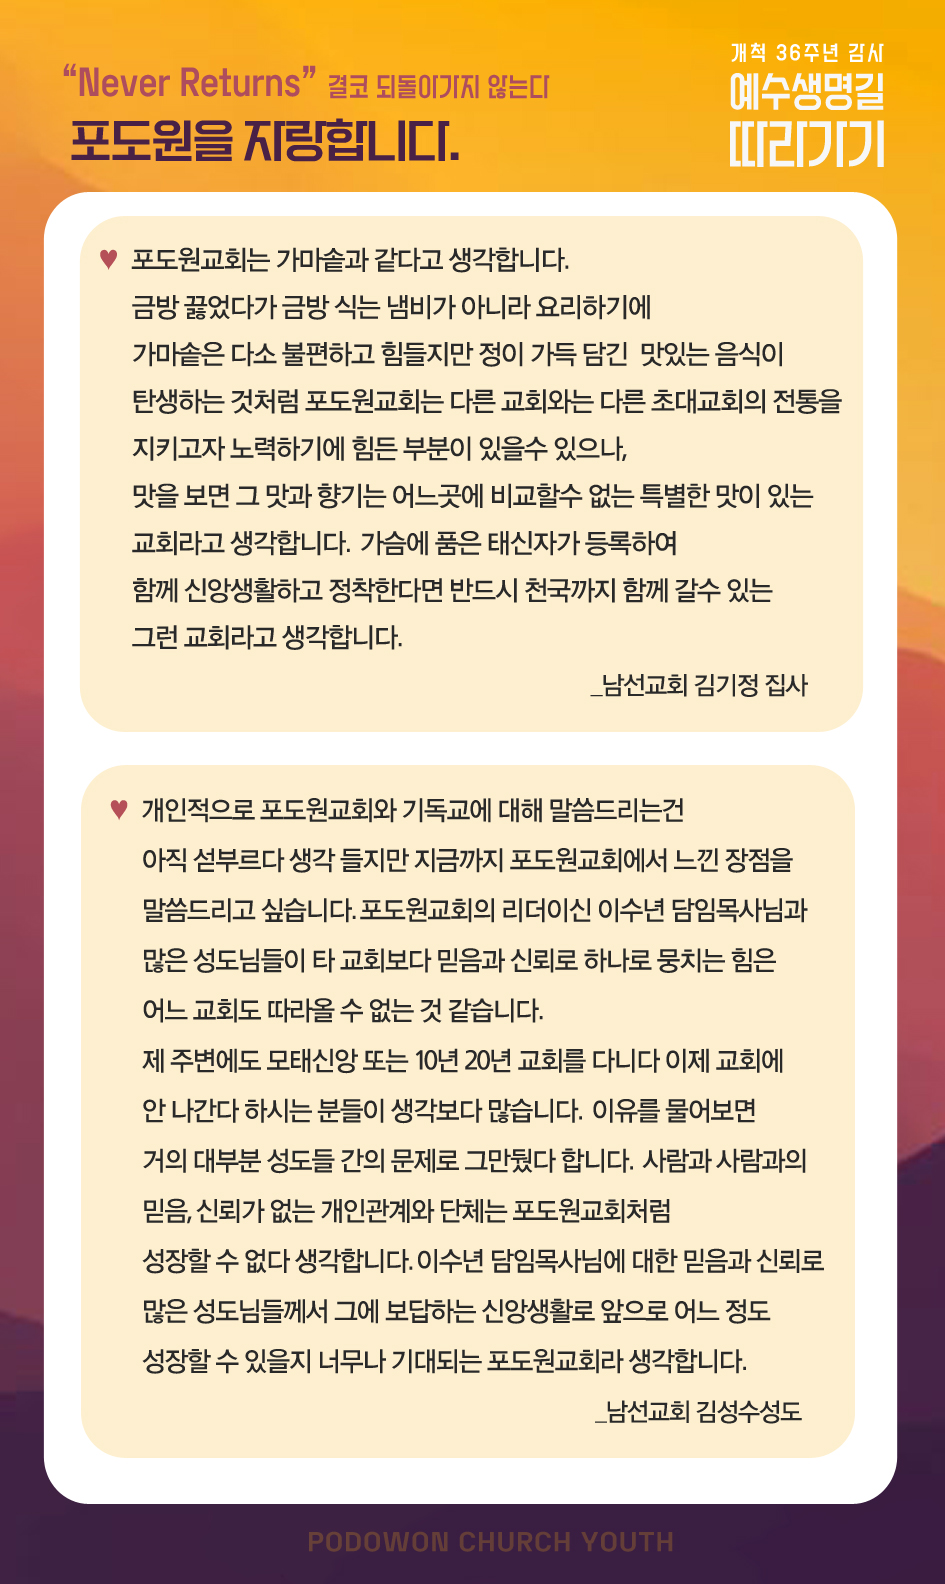 “Never Returns” 결코 되돌아가지 않는다
포도원을 자랑합니다.
개척 36주년 감사
예수생명길
따라가기
♥ 포도원교회는 가마솥과 같다고 생각합니다.
금방 끓었다가 금방 식는 냄비가 아니라 요리하기에
가마솥은 다소 불편하고 힘들지만 정이 가득 담긴 맛있는 음식이
탄생하는 것처럼 포도원교회는 다른 교회와는 다른 초대교회의 전통을
지키고자 노력하기에 힘든 부분이 있을수 있으나,
맛을 보면 그 맛과 향기는 어느곳에 비교할수 없는 특별한 맛이 있는
교회라고 생각합니다. 가슴에 품은 태신자가 등록하여
함께 신앙생활하고 정착한다면 반드시 천국까지 함께 갈수 있는
그런 교회라고 생각합니다.
_남선교회 김기정 집사
♥ 개인적으로 포도원교회와 기독교에 대해 말씀드리는건
아직 섣부르다 생각 들지만 지금까지 포도원교회에서 느낀 장점을
말씀드리고 싶습니다. 포도원교회의 리더이신 이수년 담임목사님과
많은 성도님들이 타 교회보다 믿음과 신뢰로 하나로 뭉치는 힘은
어느 교회도 따라올 수 없는 것 같습니다.
제 주변에도 모태신앙 또는 10년 20년 교회를 다니다 이제 교회에
안 나간다 하시는 분들이 생각보다 많습니다. 이유를 물어보면
거의 대부분 성도들 간의 문제로 그만뒀다 합니다. 사람과 사람과의
믿음, 신뢰가 없는 개인관계와 단체는 포도원교회처럼
성장할 수 없다 생각합니다. 이수년 담임목사님에 대한 믿음과 신뢰로
많은 성도님들께서 그에 보답하는 신앙생활로 앞으로 어느 정도
성장할 수 있을지 너무나 기대되는 포도원교회라 생각합니다.
_남선교회 김성수성도
PODOWON CHURCH YOUTH